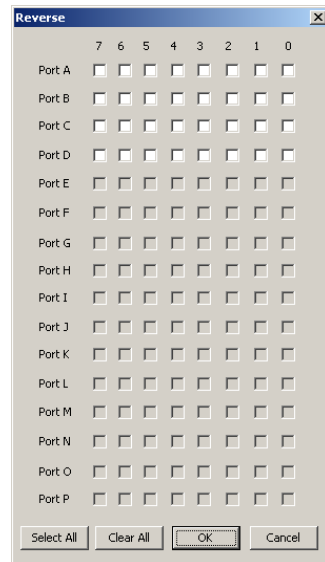 Reverse
7 6 5 4 3 2 1 0
Port A
Port B
Port C
Port D
Port E
Port F
Port G
Port H
Port I
Port J
Port K
Port L
Port M
Port N
Port O
Port P
Select All Clear All OK Cancel